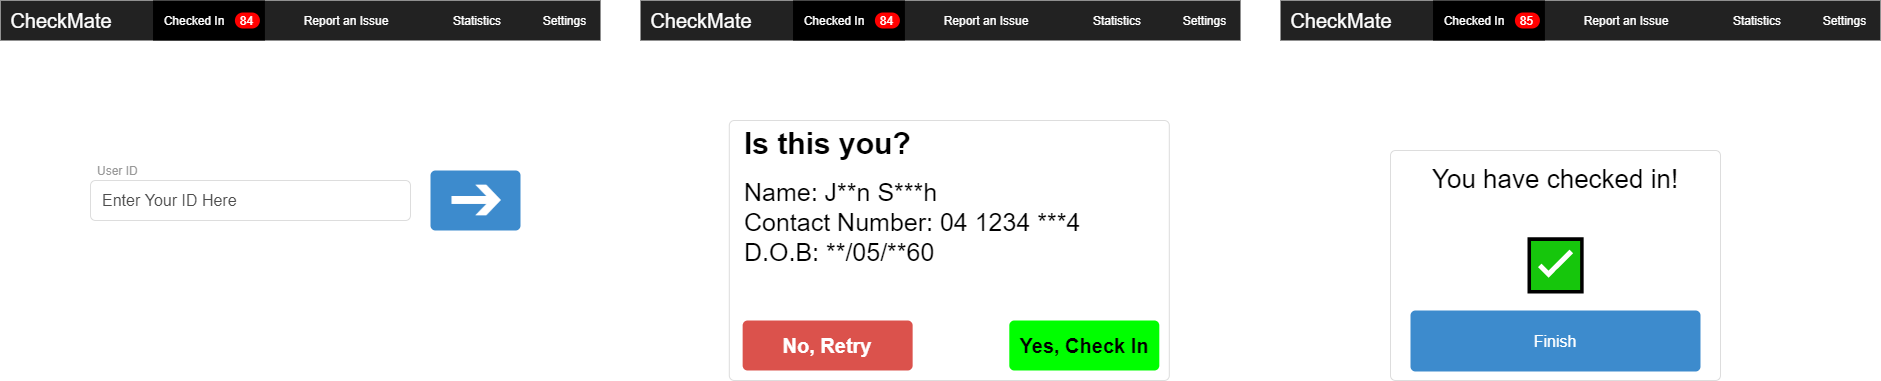 CheckMate Checked In 84 Report an Issue Statistics Settings
User ID
Enter Your ID Here
CheckMate Checked In 84 Report an Issue Statistics Settings
Is this you?
Name: J**n S***h
Contact Number: 04 1234 ***4
D.O.B: **/05/**60
No, Retry Yes, Check In
CheckMate Checked In 85 Report an Issue Statistics Settings
You have checked in!
Finish